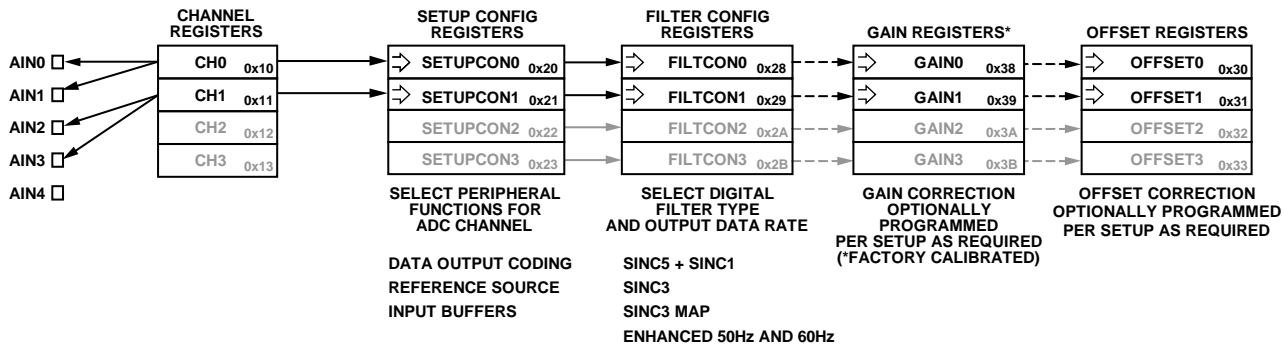 CHANNEL
REGISTERS
SETUP CONFIG
REGISTERS
FILTER CONFIG
REGISTERS
GAIN REGISTERS*
OFFSET REGISTERS
AIN0
AIN1
AIN2
AIN3
AIN4
CH0 0x10
CH1 0x11
CH2 0x12
CH3 0x13
SETUPCON0 0x20
SETUPCON1 0x21
SETUPCON2 0x22
SETUPCON3 0x23
FILTCON0 0x28
FILTCON1 0x29
FILTCON2 0x2A
FILTCON3 0x2B
GAIN0 0x38
GAIN1 0x39
GAIN2 0x3A
GAIN3 0x3B
OFFSET0 0x30
OFFSET1 0x31
OFFSET2 0x32
OFFSET3 0x33
SELECT PERIPHERAL
FUNCTIONS FOR
ADC CHANNEL
SELECT DIGITAL
FILTER TYPE
AND OUTPUT DATA RATE
GAIN CORRECTION
OPTIONALLY
PROGRAMMED
PER SETUP AS REQUIRED
(*FACTORY CALIBRATED)
OFFSET CORRECTION
OPTIONALLY PROGRAMMED
PER SETUP AS REQUIRED
DATA OUTPUT CODING
REFERENCE SOURCE
INPUT BUFFERS
SINC5 + SINC1
SINC3
SINC3 MAP
ENHANCED 50Hz AND 60Hz